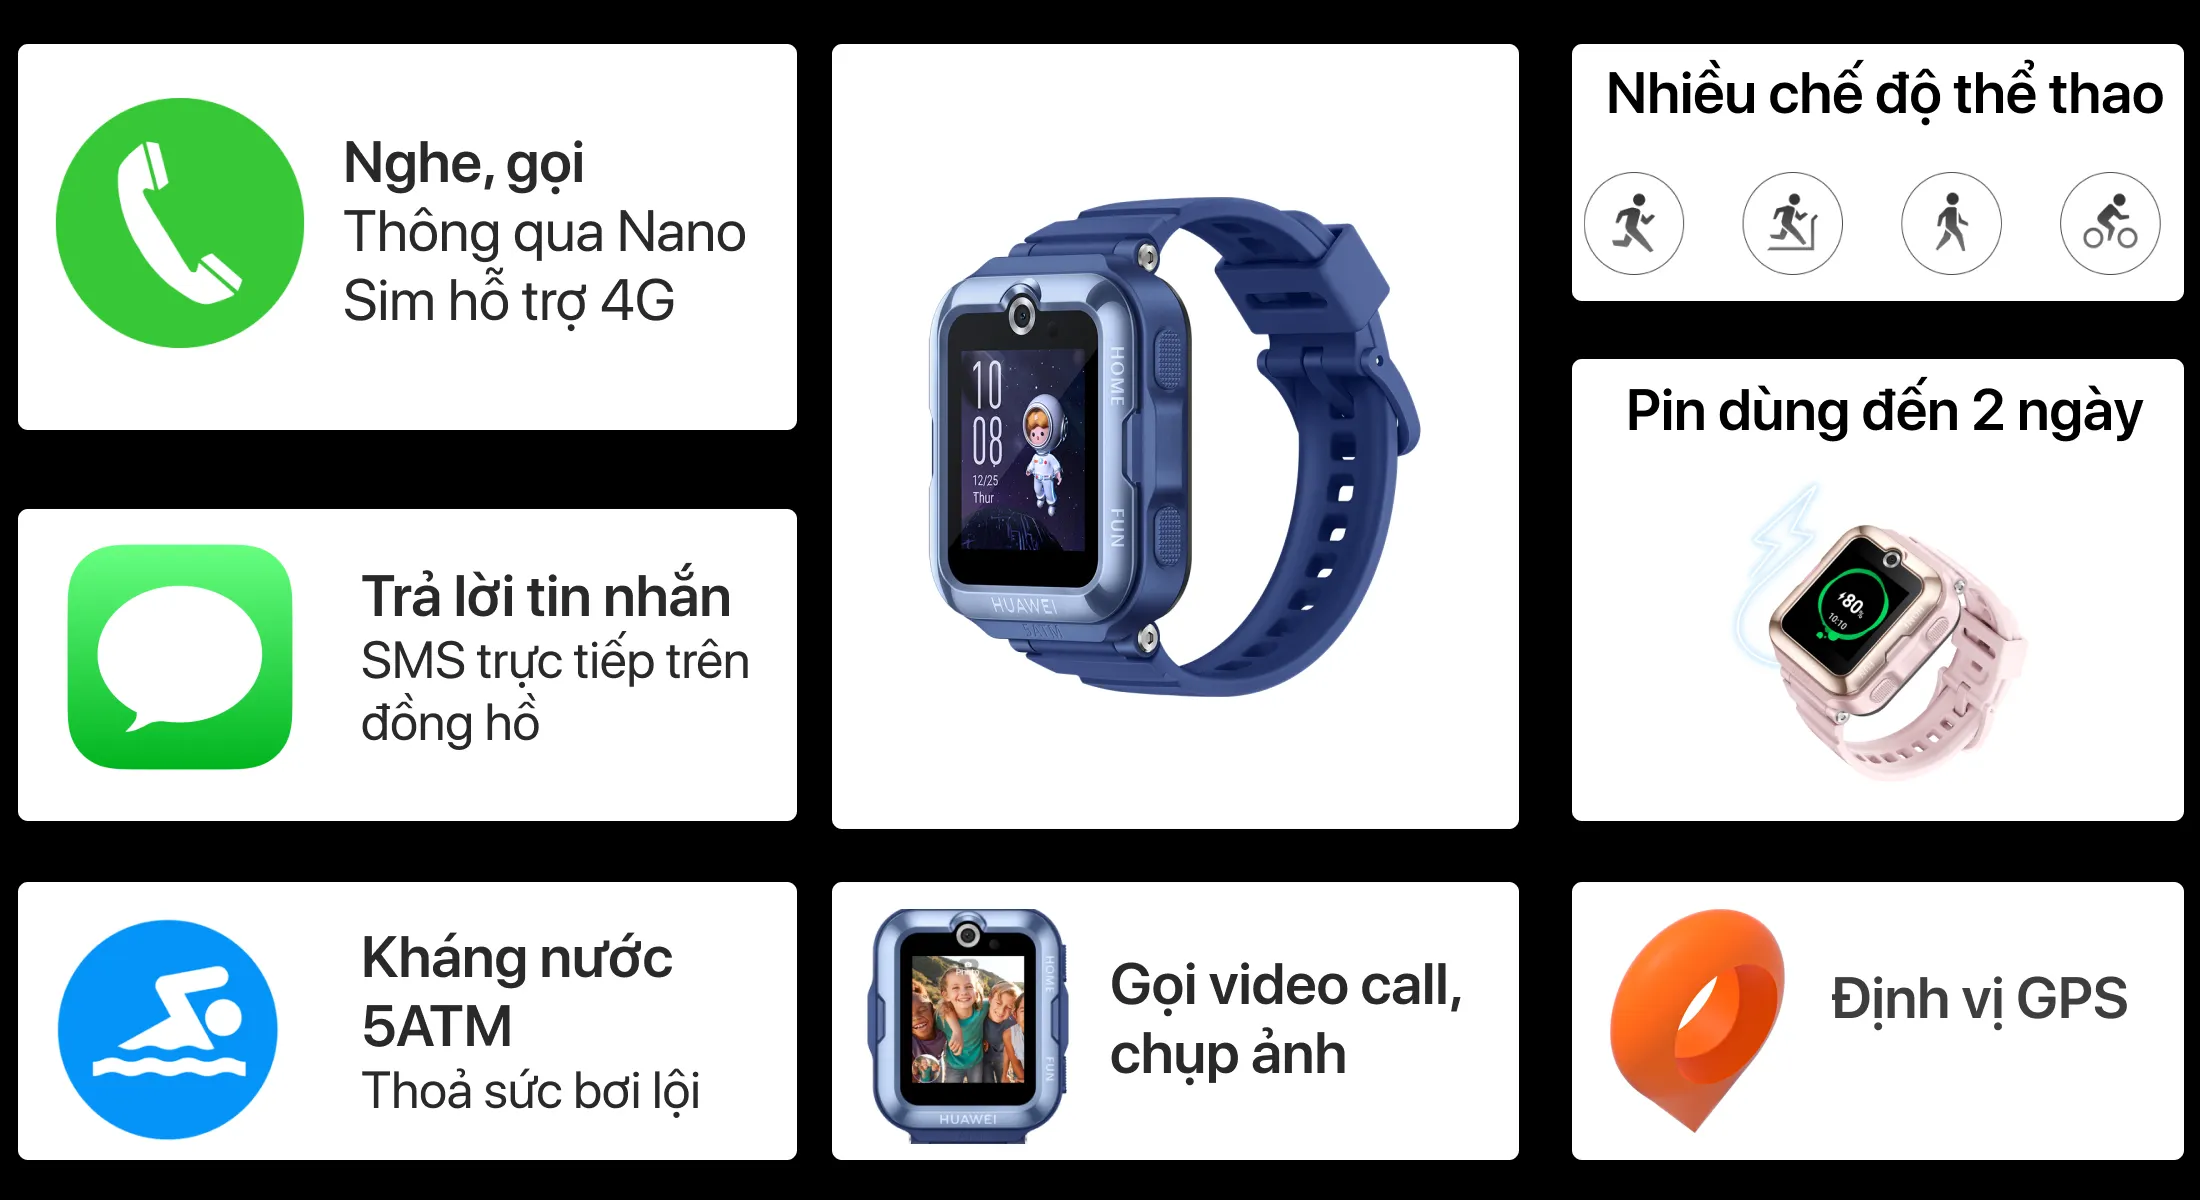 Nghe, gọi
Thông qua Nano
Sim hỗ trợ 4G
Trả lời tin nhắn
SMS trực tiếp trên
đồng hồ
Kháng nước
5ATM
Thoả sức bơi lội
HOME
10
08
12/25
Thur
FUN
HUAWEI
5ATM
HOME
FUN
HUAWEI
Gọi video call,
chụp ảnh
Nhiều chế độ thể thao
Pin dùng đến 2 ngày
80%
10:10
Định vị GPS